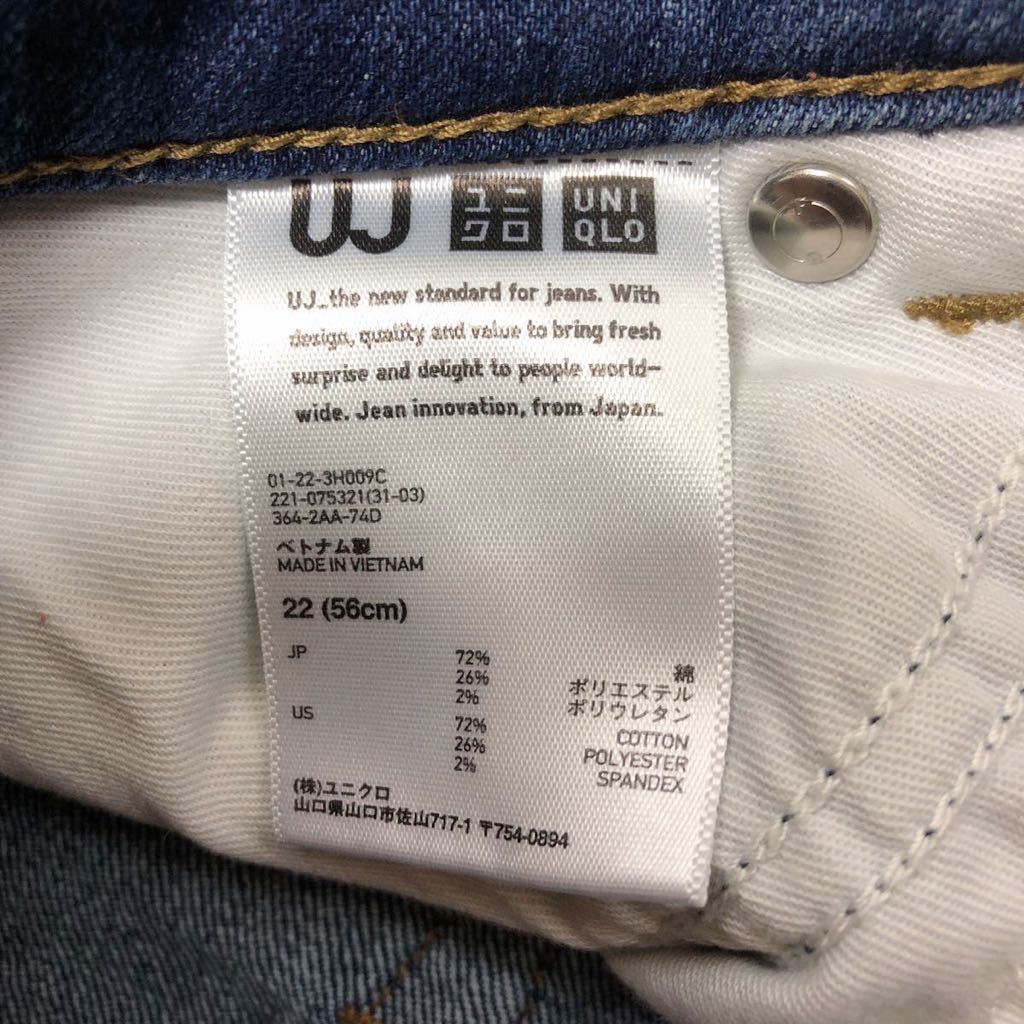 UJ ユニ UNI
クロ QLO
UJ...the new standard for jeans. With
design, quality and value to bring fresh
surprise and delight to people world-
wide. Jean innovation, from Japan.
01-22-3H009C
221-075321(31-03)
364-2AA-74D
ベトナム製
MADE IN VIETNAM
22 (56cm)
JP 72% 綿
26% ポリエステル
2% ポリウレタン
US 72% COTTON
26% POLYESTER
2% SPANDEX
(株)ユニクロ
山口県山口市佐山717-1 〒754-0894